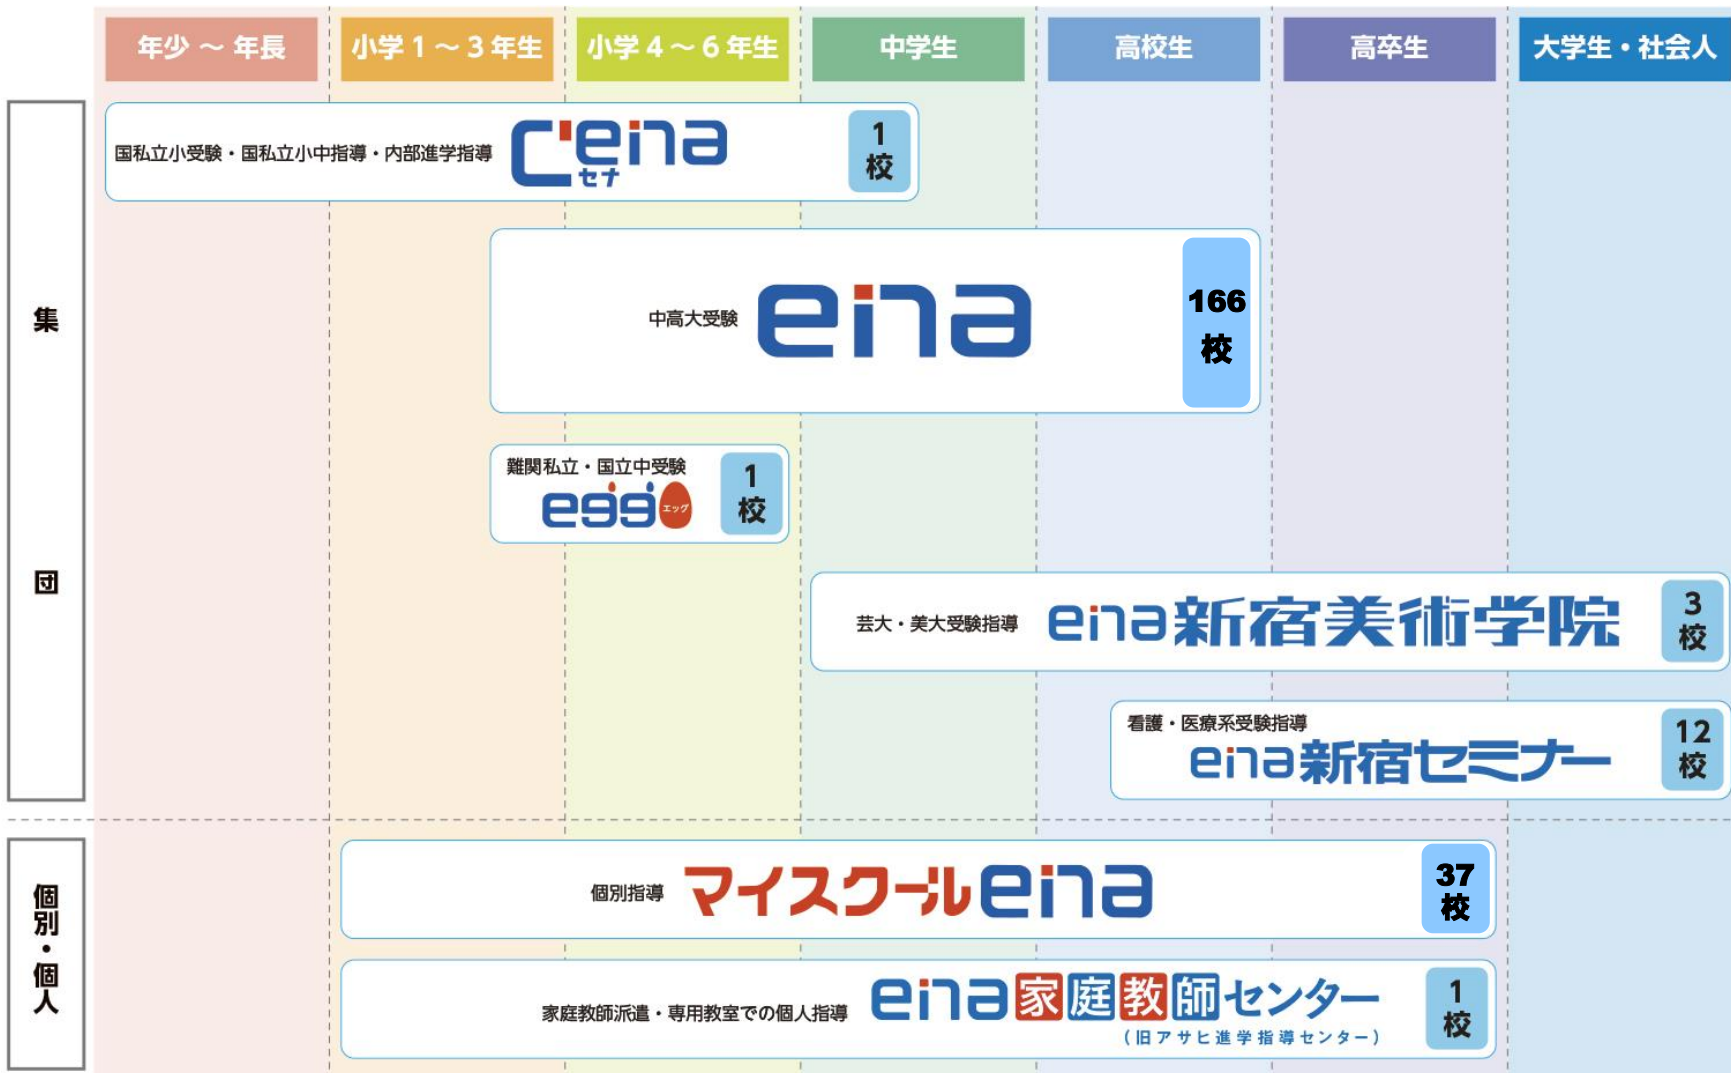 年少 ～ 年長
小学 1 ～ 3 年生
小学 4 ～ 6 年生
中学生
高校生
高卒生
大学生・社会人
集団
国私立小受験・国私立小中指導・内部進学指導
C'ena
セナ
1
校
中高大受験
ena
166
校
難関私立・国立中受験
egg
エッグ
1
校
芸大・美大受験指導
ena新宿美術学院
3
校
看護・医療系受験指導
ena新宿セミナー
12
校
個別・個人
個別指導
マイスクールena
37
校
家庭教師派遣・専用教室での個人指導
ena家庭教師センター
（旧アサヒ進学指導センター）
1
校